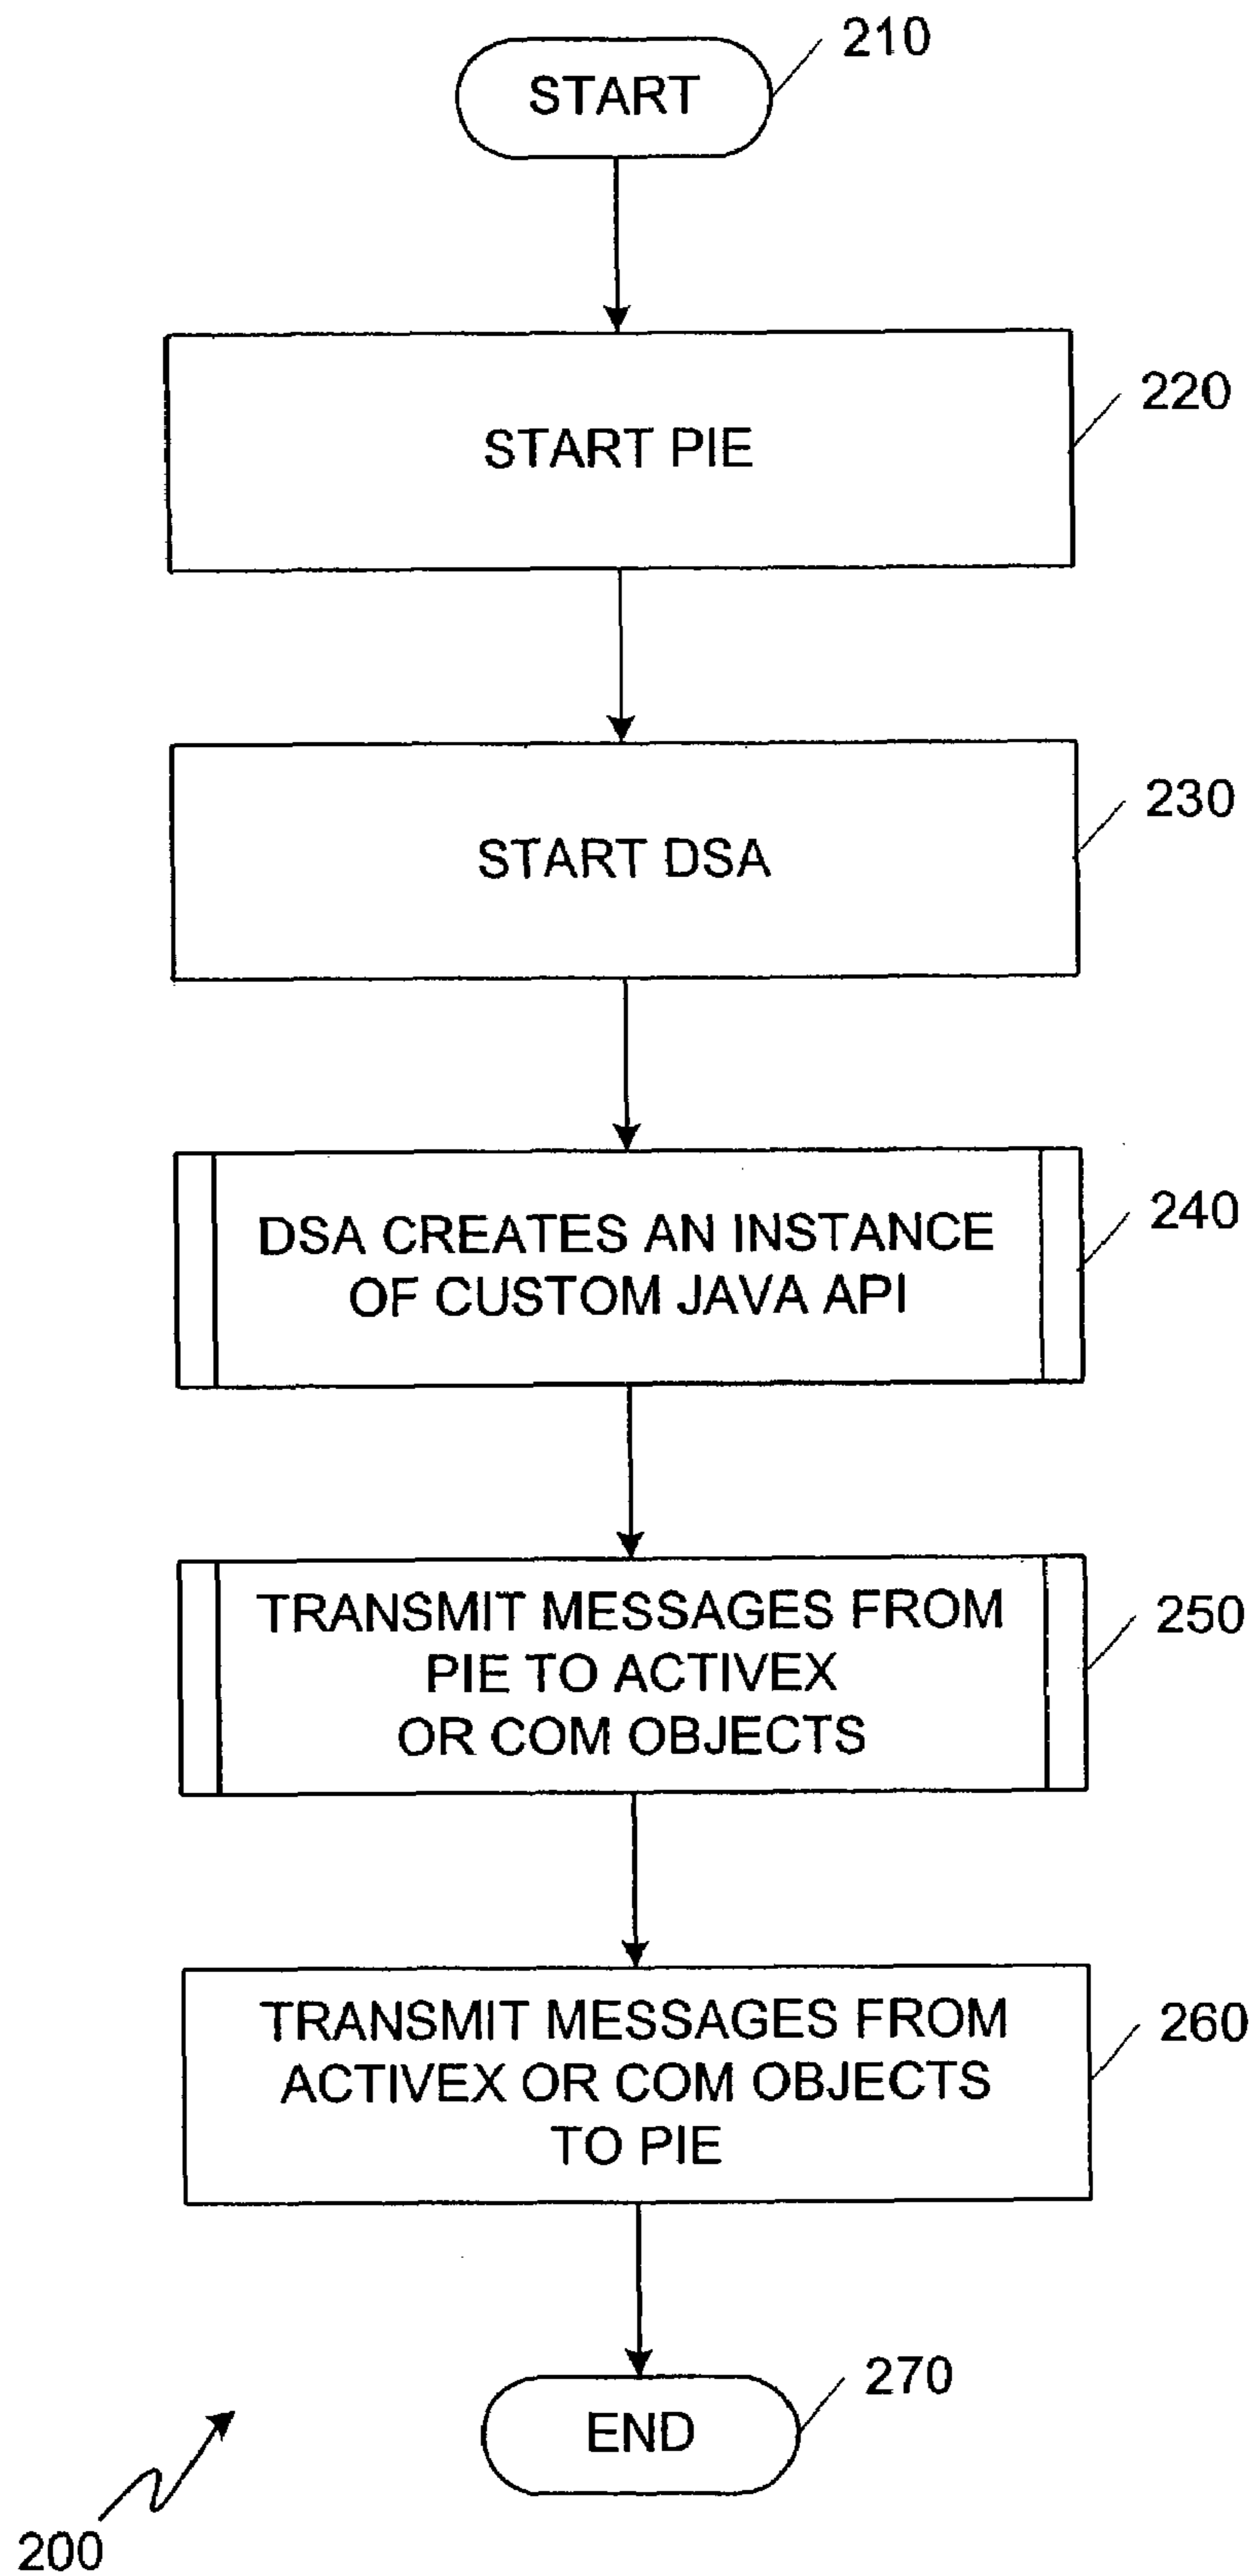 210
START
220
START PIE
230
START DSA
240
DSA CREATES AN INSTANCE
OF CUSTOM JAVA API
250
TRANSMIT MESSAGES FROM
PIE TO ACTIVEX
OR COM OBJECTS
260
TRANSMIT MESSAGES FROM
ACTIVEX OR COM OBJECTS
TO PIE
270
END
200